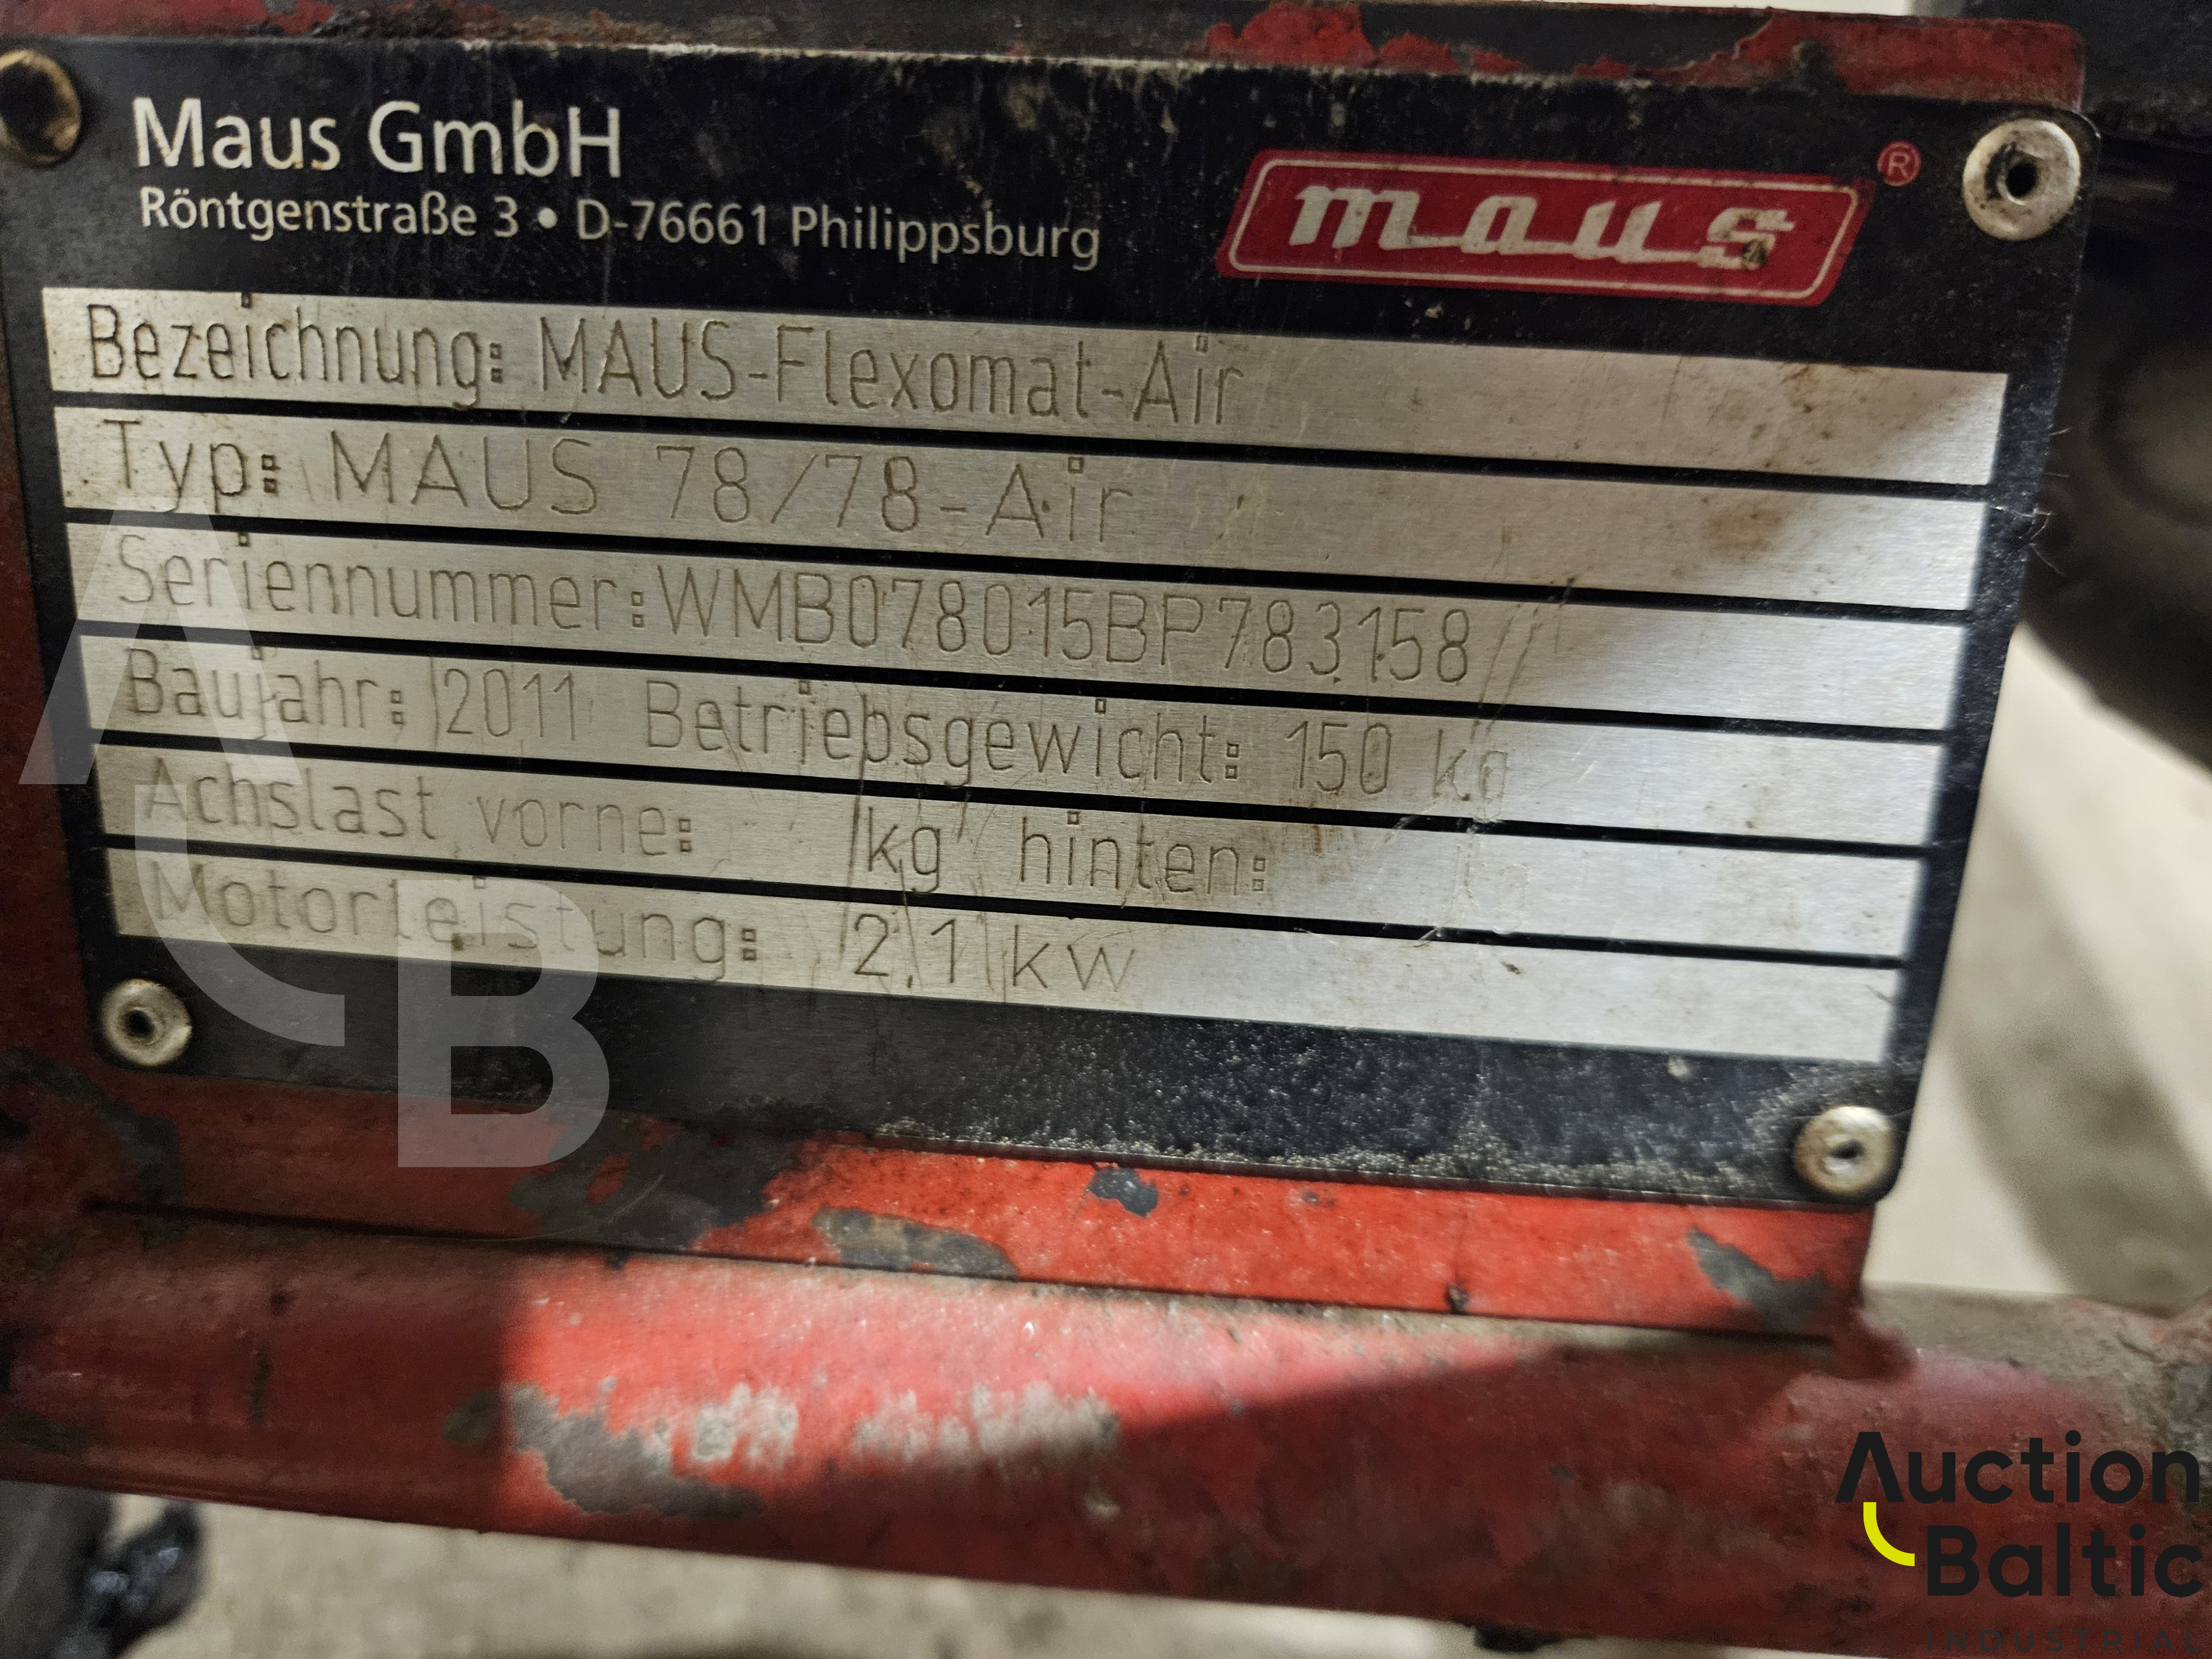 Maus GmbH
Röntgenstraße 3 • D-76661 Philippsburg
maus®
Bezeichnung: MAUS-Flexomat-Air
Typ: MAUS 78/78-Air
Seriennummer:WMB078015BP783158
Baujahr: 2011 Betriebsgewicht: 150 kg
Achslast vorne: kg hinten:
Motorleistung: 2.1 kw
ACB
Auction
Baltic
INDUSTRIAL